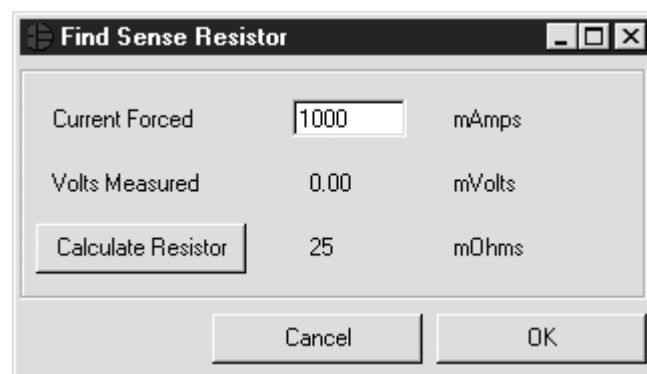 Find Sense Resistor
Current Forced 1000 mAmps
Volts Measured 0.00 mVolts
Calculate Resistor 25 mOhms
Cancel OK